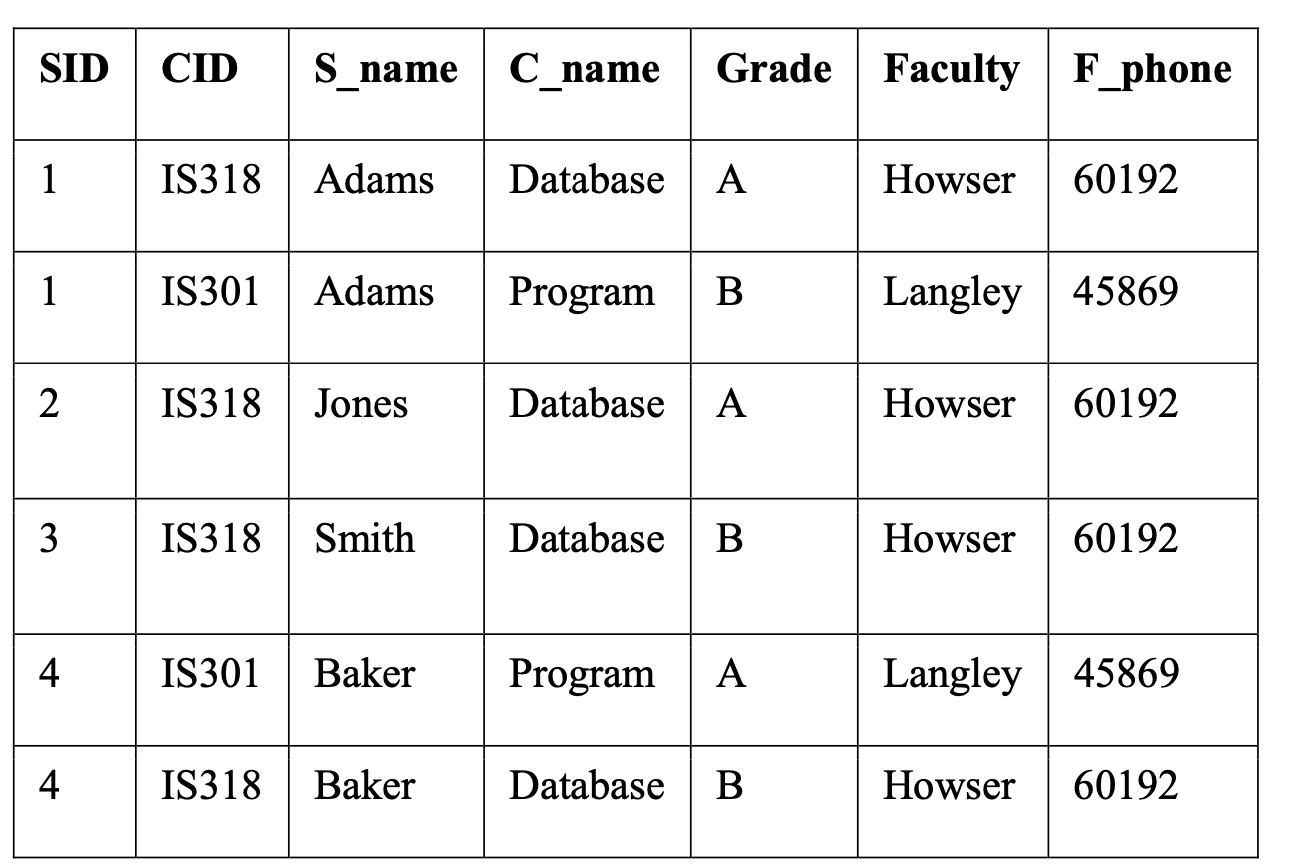 SID CID S_name C_name Grade Faculty F_phone
1 IS318 Adams Database A Howser 60192
1 IS301 Adams Program B Langley 45869
2 IS318 Jones Database A Howser 60192
3 IS318 Smith Database B Howser 60192
4 IS301 Baker Program A Langley 45869
4 IS318 Baker Database B Howser 60192